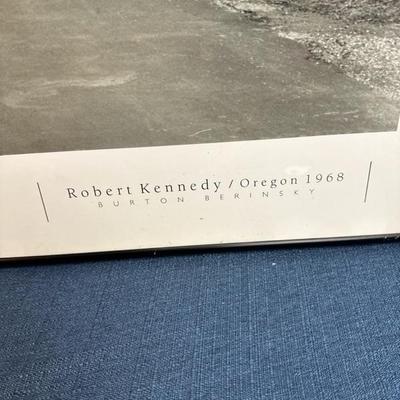 Robert Kennedy / Oregon 1968
BURTON BERINSKY